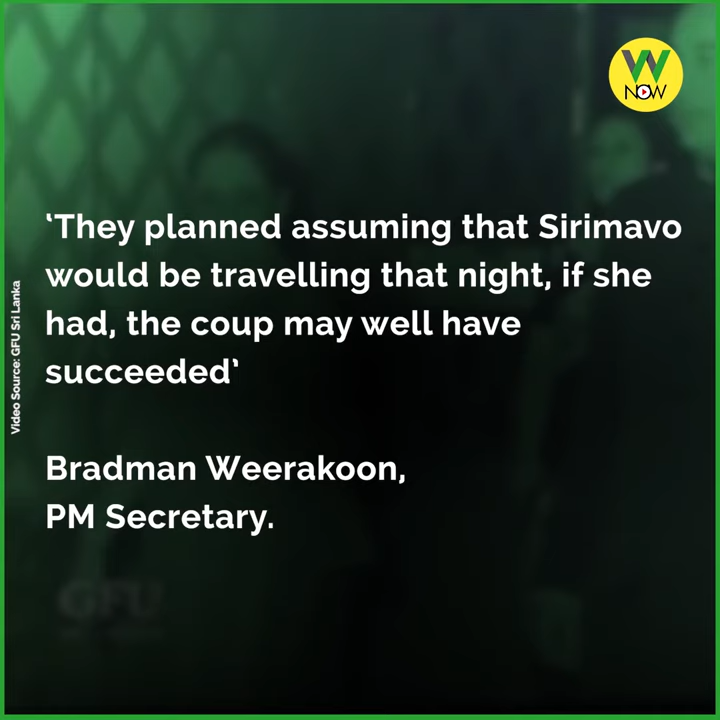 W
NOW
‘They planned assuming that Sirimavo
would be travelling that night, if she
had, the coup may well have
succeeded’
Bradman Weerakoon,
PM Secretary.
Video Source: GFU Sri Lanka
GFU